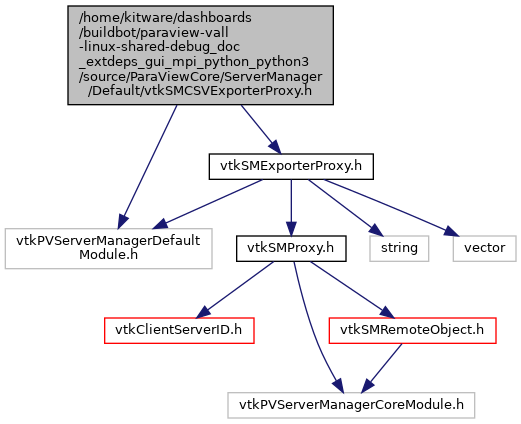 /home/kitware/dashboards
/buildbot/paraview-vall
-linux-shared-debug_doc
_extdeps_gui_mpi_python_python3
/source/ParaViewCore/ServerManager
/Default/vtkSMCSVExporterProxy.h
vtkSMExporterProxy.h
vtkPVServerManagerDefault
Module.h
vtkSMProxy.h
string
vector
vtkClientServerID.h
vtkSMRemoteObject.h
vtkPVServerManagerCoreModule.h